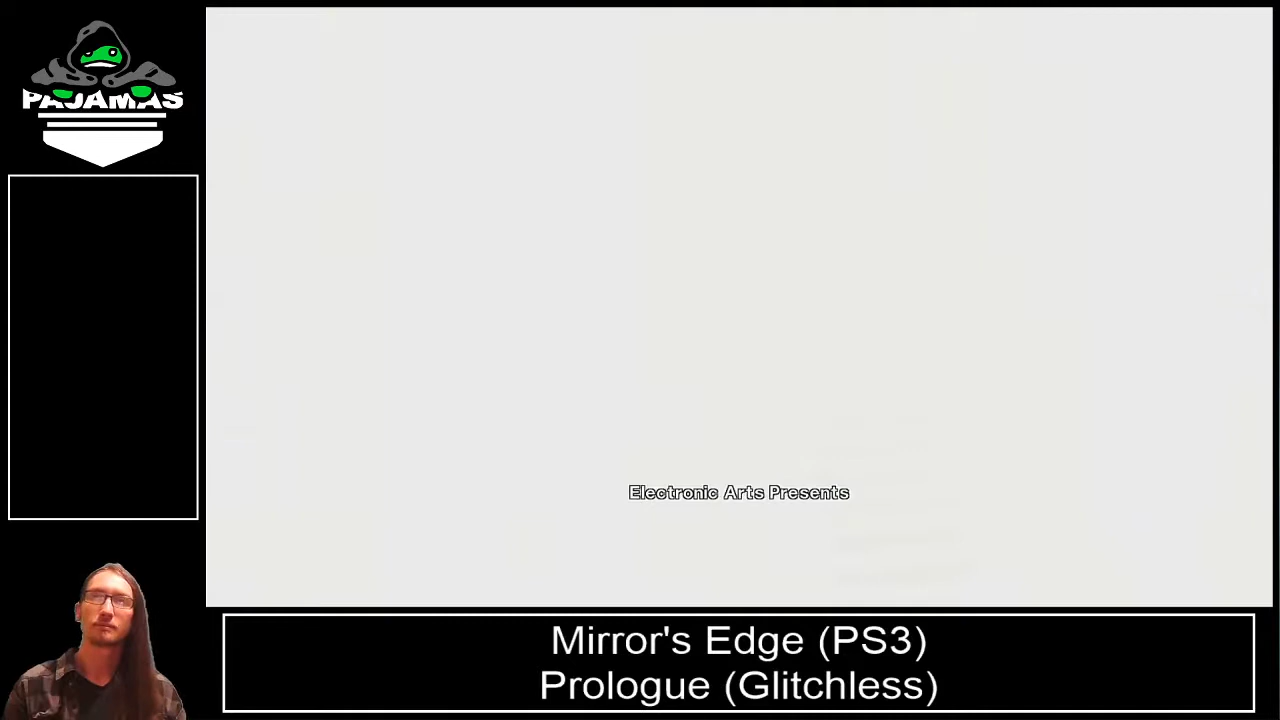 PAJAMAS
Electronic Arts Presents
Mirror's Edge (PS3)
Prologue (Glitchless)